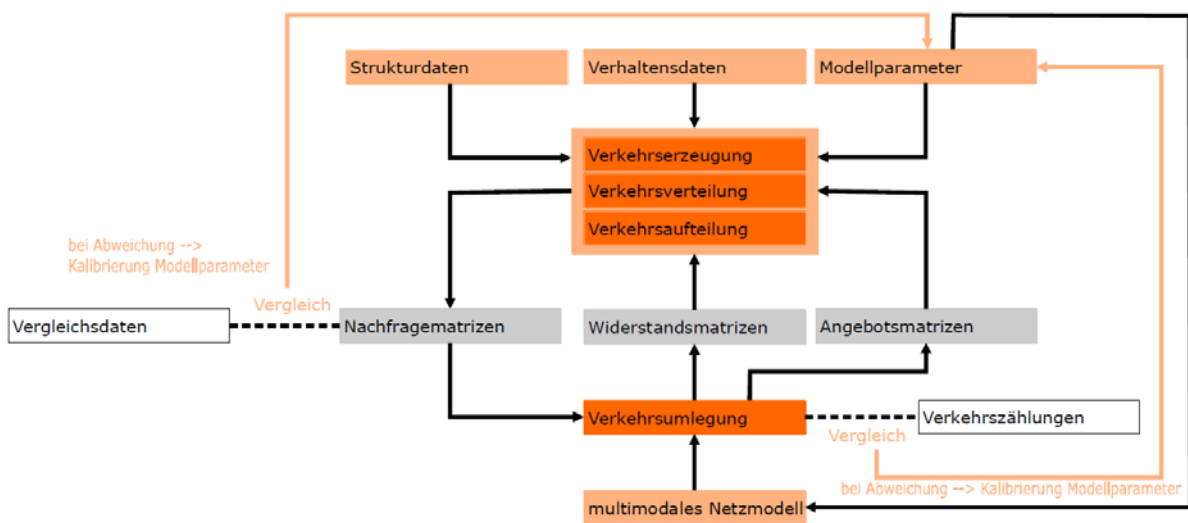 Strukturdaten
Verhaltensdaten
Modellparameter
Verkehrserzeugung
Verkehrsverteilung
Verkehrsaufteilung
bei Abweichung -->
Kalibrierung Modellparameter
Vergleich
Vergleichsdaten
Nachfragematrizen
Widerstandsmatrizen
Angebotsmatrizen
Verkehrsumlegung
Verkehrszählungen
Vergleich
bei Abweichung --> Kalibrierung Modellparameter
multimodales Netzmodell